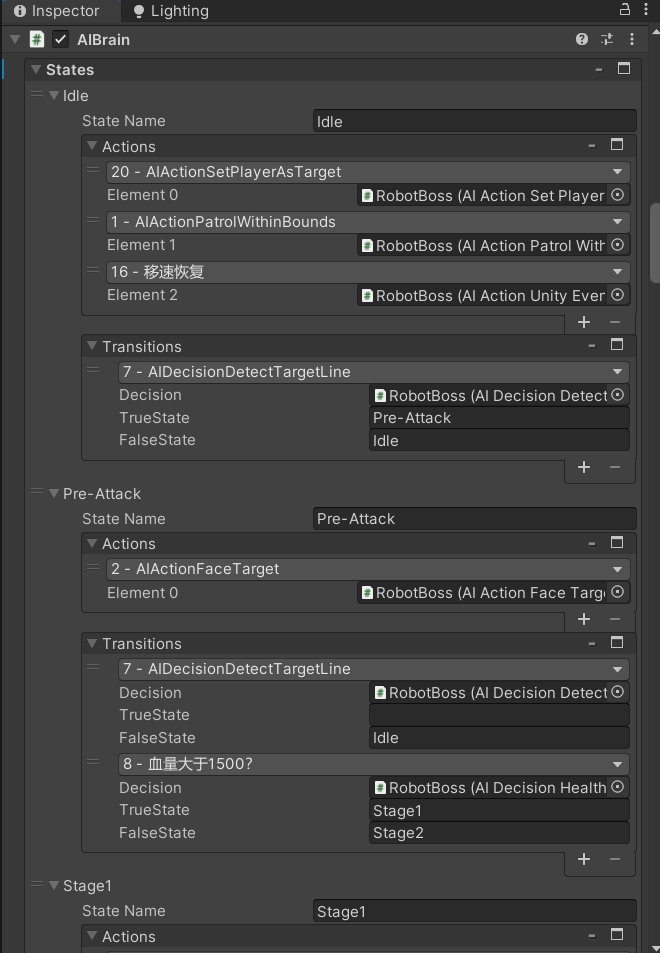 Inspector Lighting
AIBrain
States
Idle
State Name Idle
Actions
20 - AIActionSetPlayerAsTarget
Element 0 RobotBoss (AI Action Set Player
1 - AIActionPatrolWithinBounds
Element 1 RobotBoss (AI Action Patrol With
16 - 移速恢复
Element 2 RobotBoss (AI Action Unity Even
Transitions
7 - AIDecisionDetectTargetLine
Decision RobotBoss (AI Decision Detect
TrueState Pre-Attack
FalseState Idle
Pre-Attack
State Name Pre-Attack
Actions
2 - AIActionFaceTarget
Element 0 RobotBoss (AI Action Face Targe
Transitions
7 - AIDecisionDetectTargetLine
Decision RobotBoss (AI Decision Detect
TrueState
FalseState Idle
8 - 血量大于1500?
Decision RobotBoss (AI Decision Health
TrueState Stage1
FalseState Stage2
Stage1
State Name Stage1
Actions